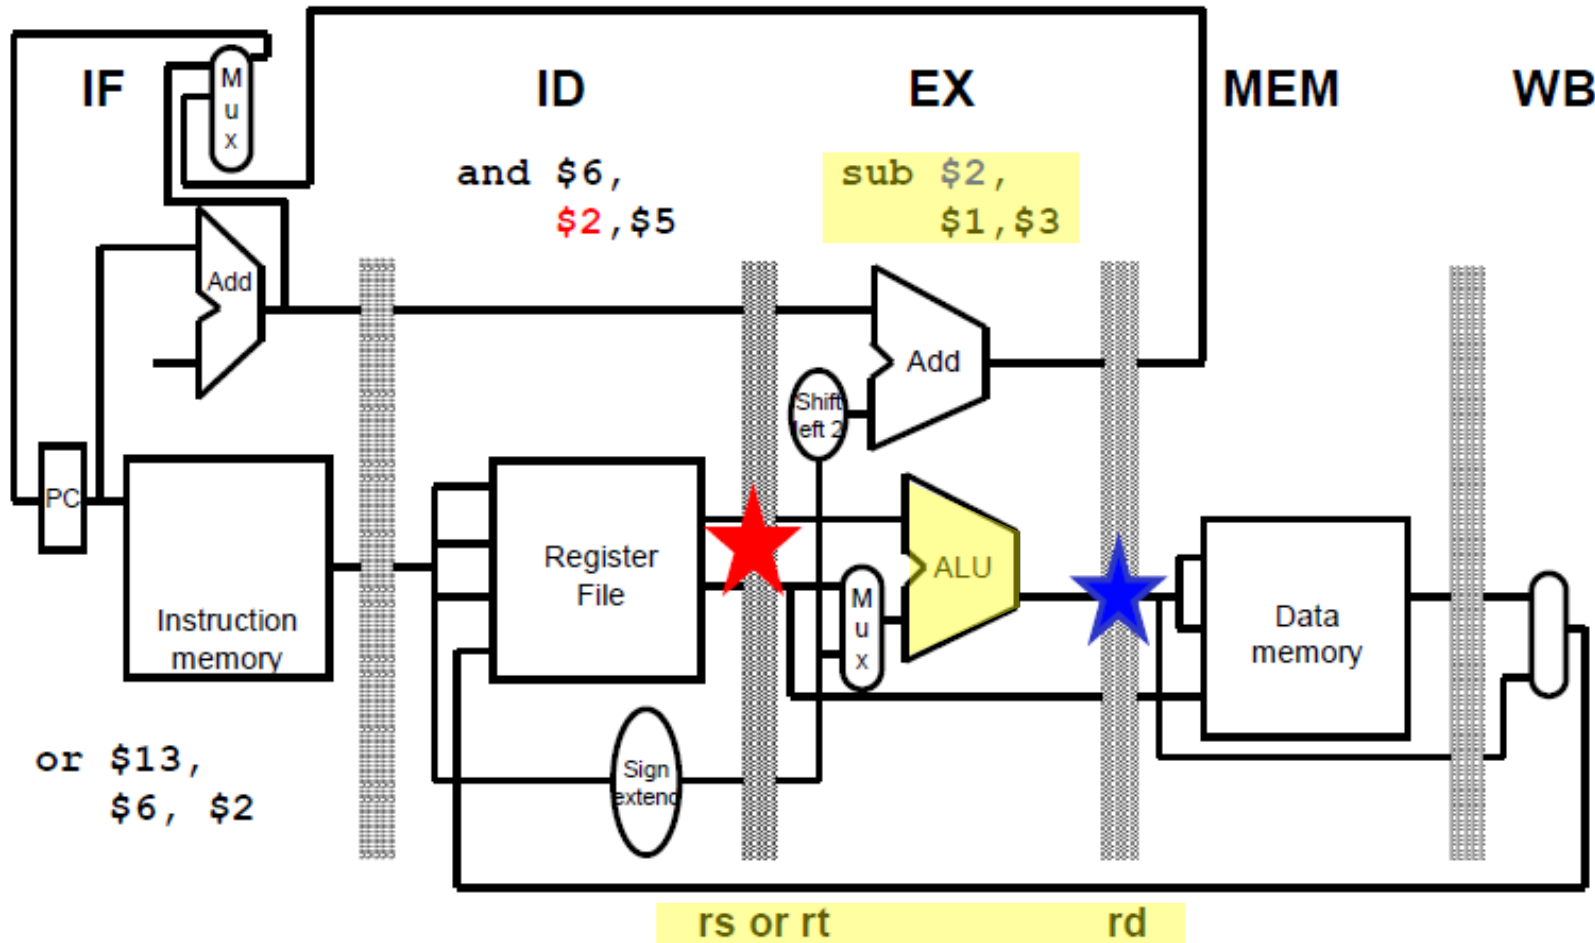 IF
ID
EX
MEM
WB
M
u
x
and $6,
$2,$5
sub $2,
$1,$3
Add
Add
Shift
left 2
PC
Instruction
memory
Register
File
M
u
x
ALU
Data
memory
or $13,
$6, $2
Sign
extend
rs or rt
rd